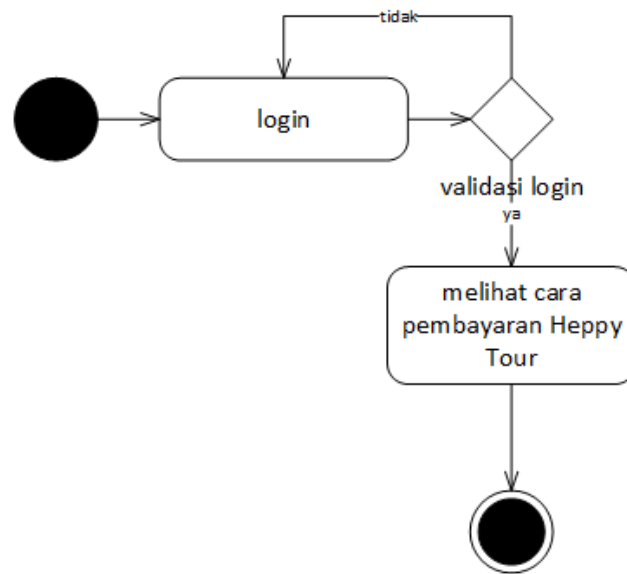 tidak
login
validasi login
ya
melihat cara
pembayaran Heppy
Tour